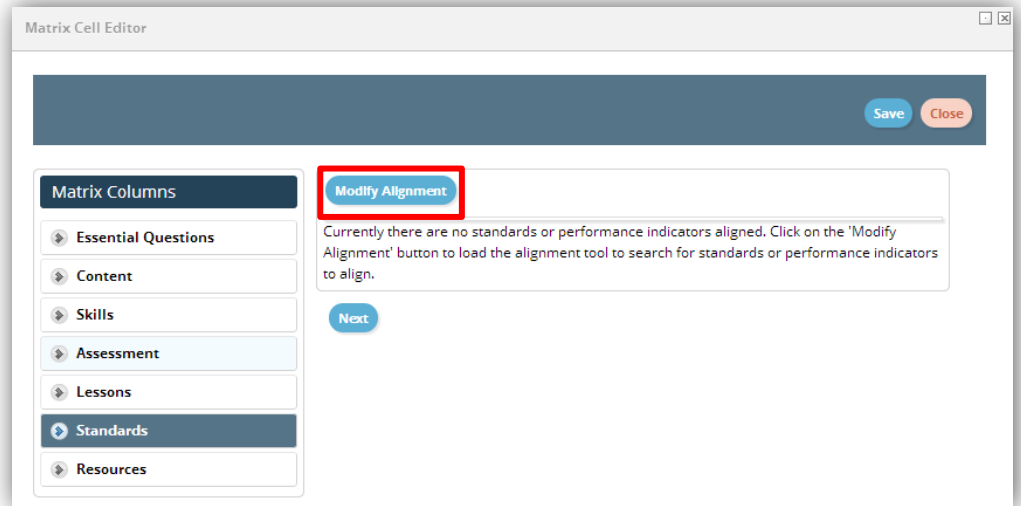 Matrix Cell Editor
Save Close
Matrix Columns
Essential Questions
Content
Skills
Assessment
Lessons
Standards
Resources
Modify Alignment
Currently there are no standards or performance indicators aligned. Click on the 'Modify
Alignment' button to load the alignment tool to search for standards or performance indicators
to align.
Next